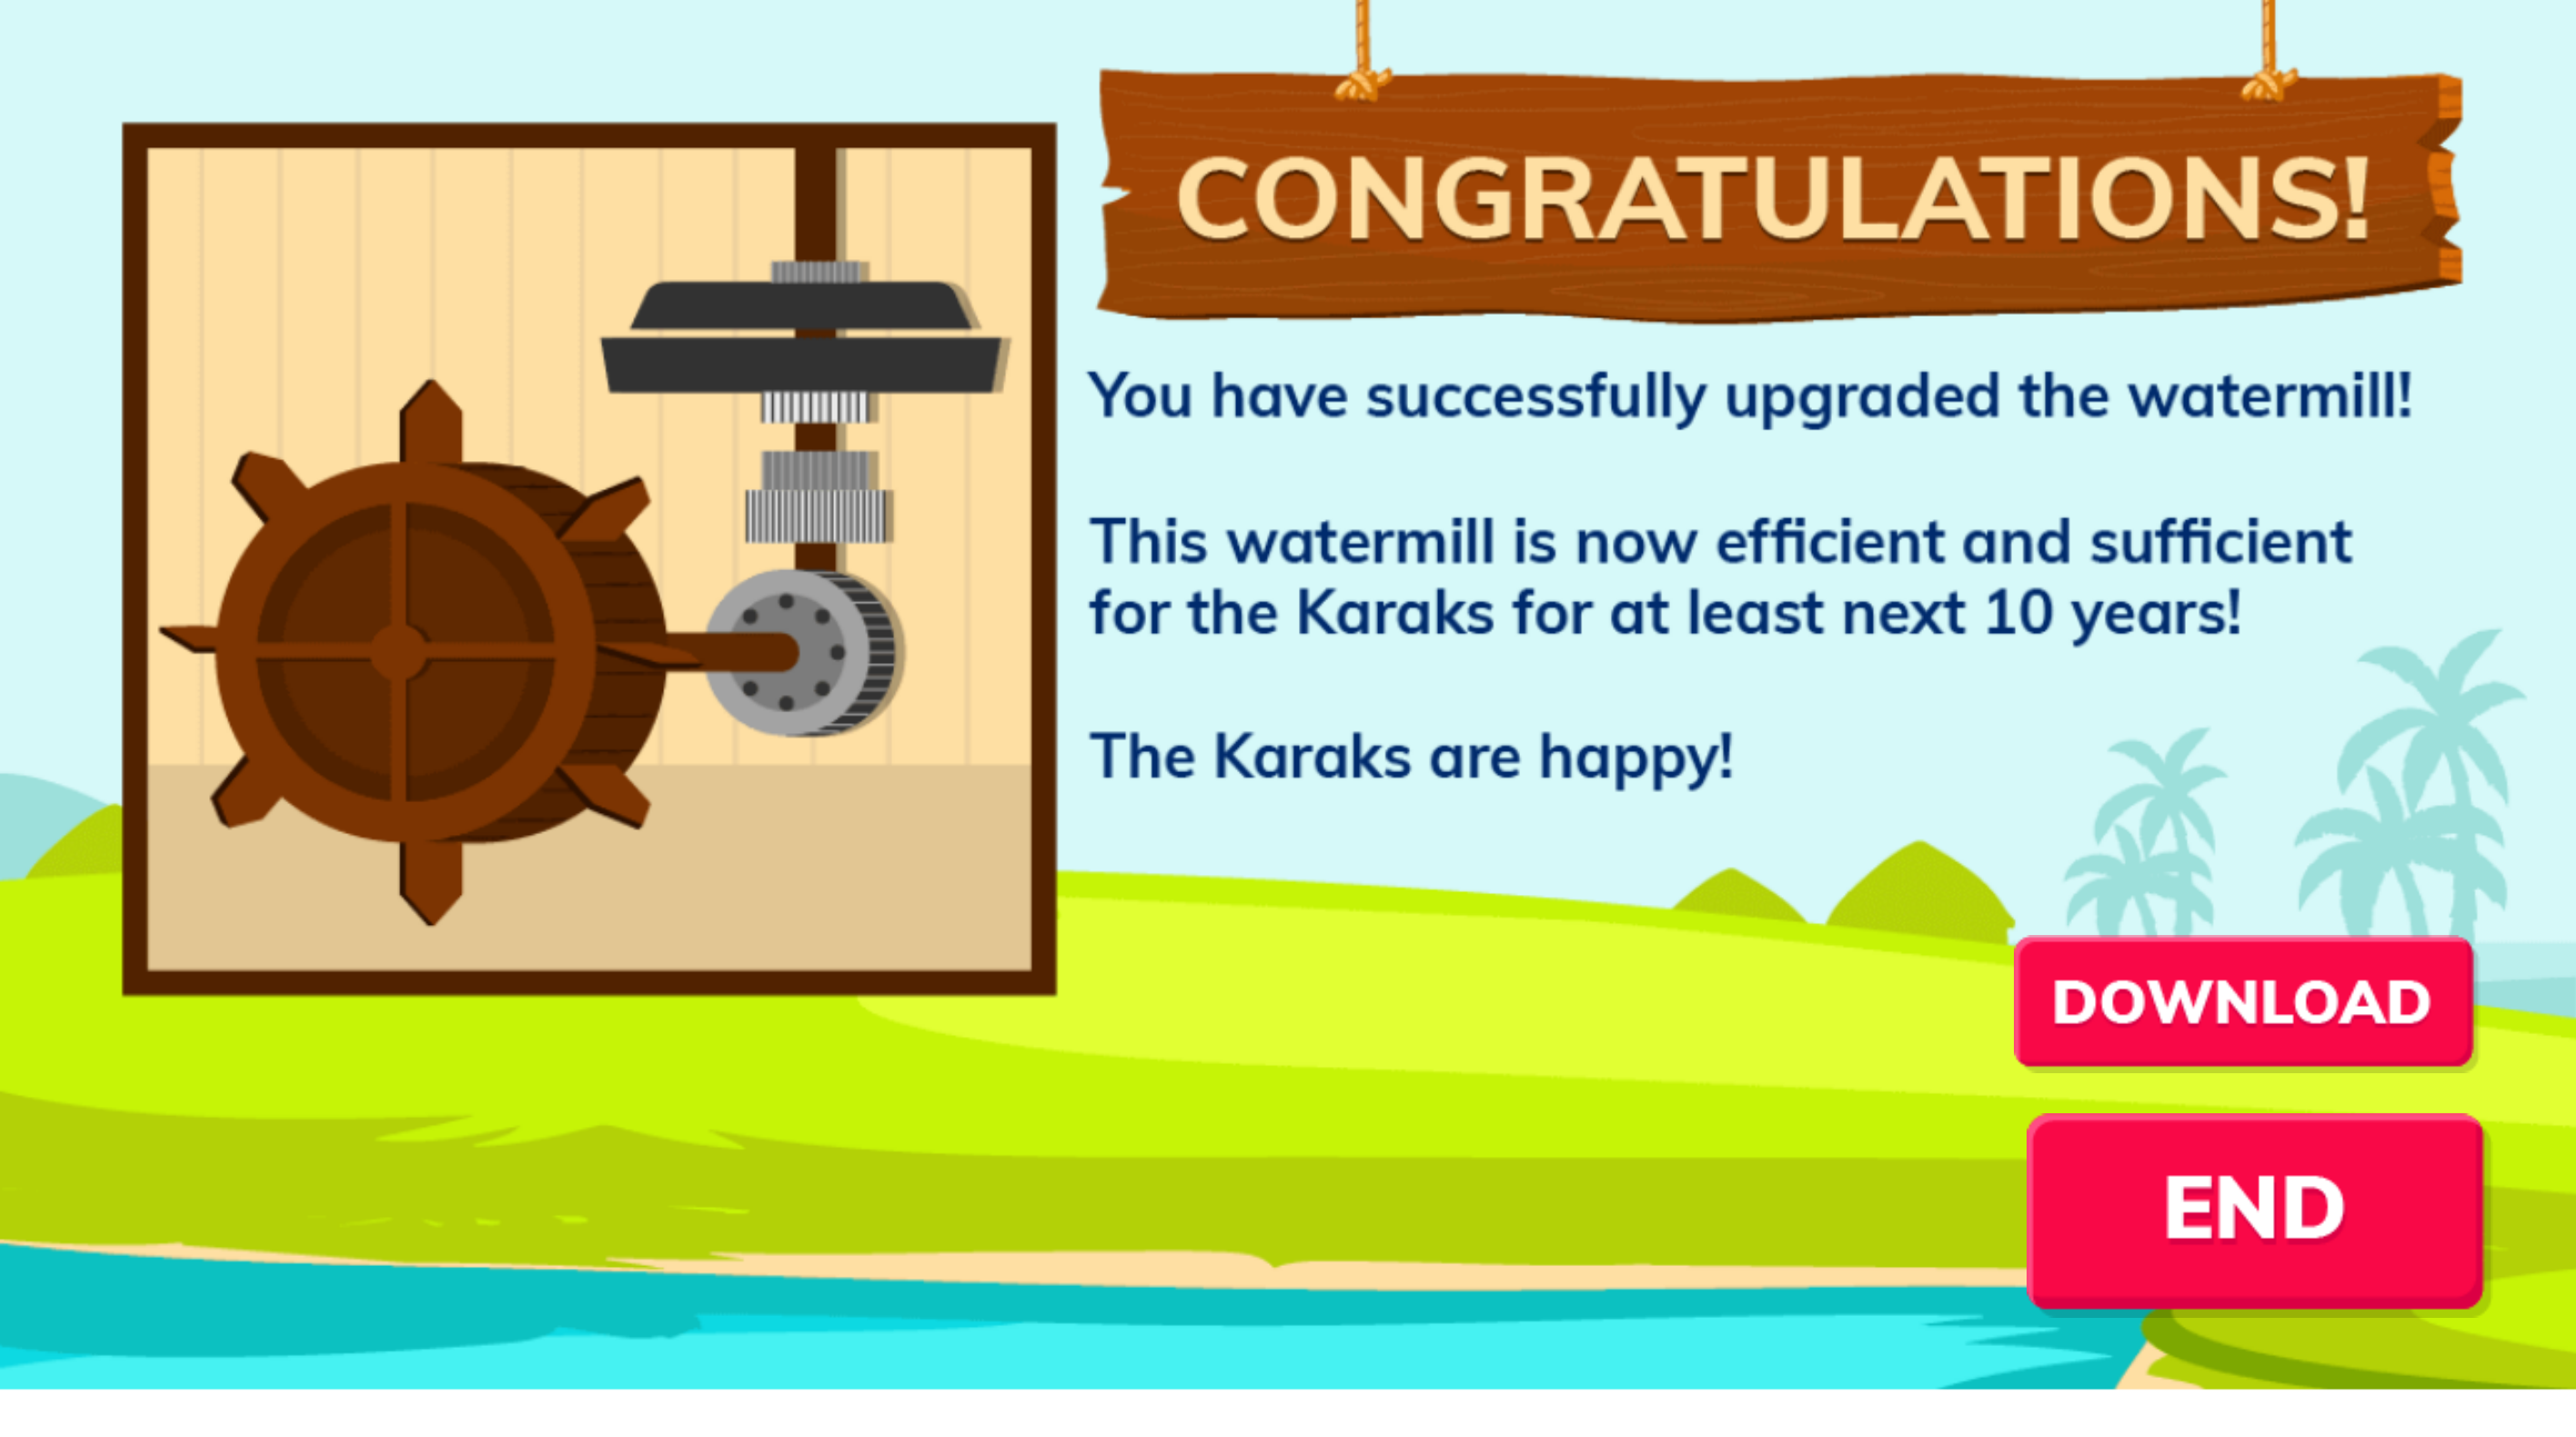 CONGRATULATIONS!
You have successfully upgraded the watermill!
This watermill is now efficient and sufficient
for the Karaks for at least next 10 years!
The Karaks are happy!
DOWNLOAD
END